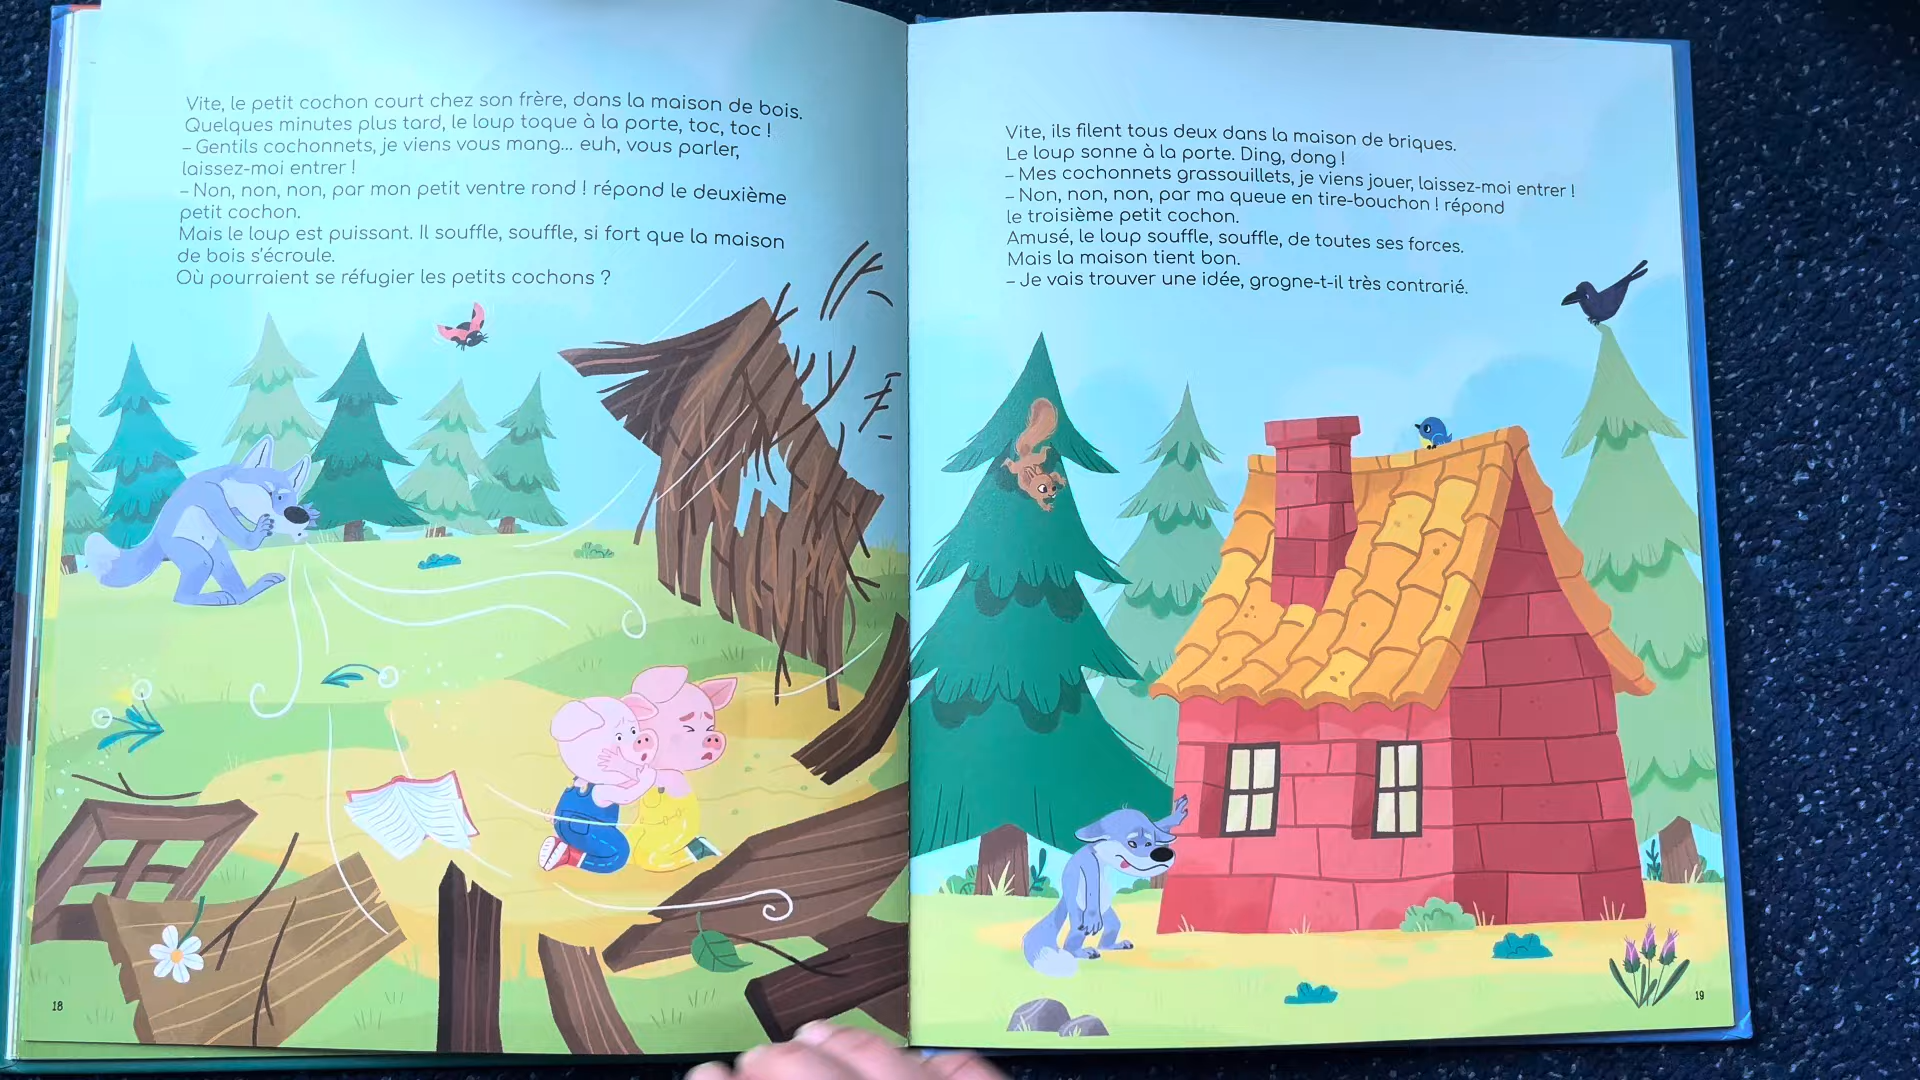 Vite, le petit cochon court chez son frère, dans la maison de bois.
Quelques minutes plus tard, le loup toque à la porte, toc, toc !
– Gentils cochonnets, je viens vous mang... euh, vous parler,
laissez-moi entrer !
– Non, non, non, par mon petit ventre rond ! répond le deuxième
petit cochon.
Mais le loup est puissant. Il souffle, souffle, si fort que la maison
de bois s'écroule.
Où pourraient se réfugier les petits cochons ?
18
Vite, ils filent tous deux dans la maison de briques.
Le loup sonne à la porte. Ding, dong !
– Mes cochonnets grassouillets, je viens jouer, laissez-moi entrer !
– Non, non, non, par ma queue en tire-bouchon ! répond
le troisième petit cochon.
Amusé, le loup souffle, souffle, de toutes ses forces.
Mais la maison tient bon.
– Je vais trouver une idée, grogne-t-il très contrarié.
19